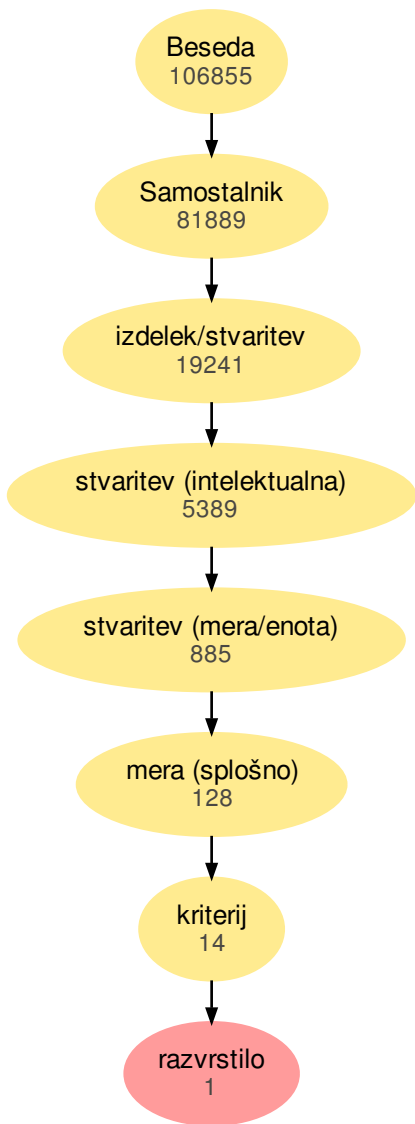 Beseda
106855
Samostalnik
81889
izdelek/stvaritev
19241
stvaritev (intelektualna)
5389
stvaritev (mera/enota)
885
mera (splošno)
128
kriterij
14
razvrstilo
1